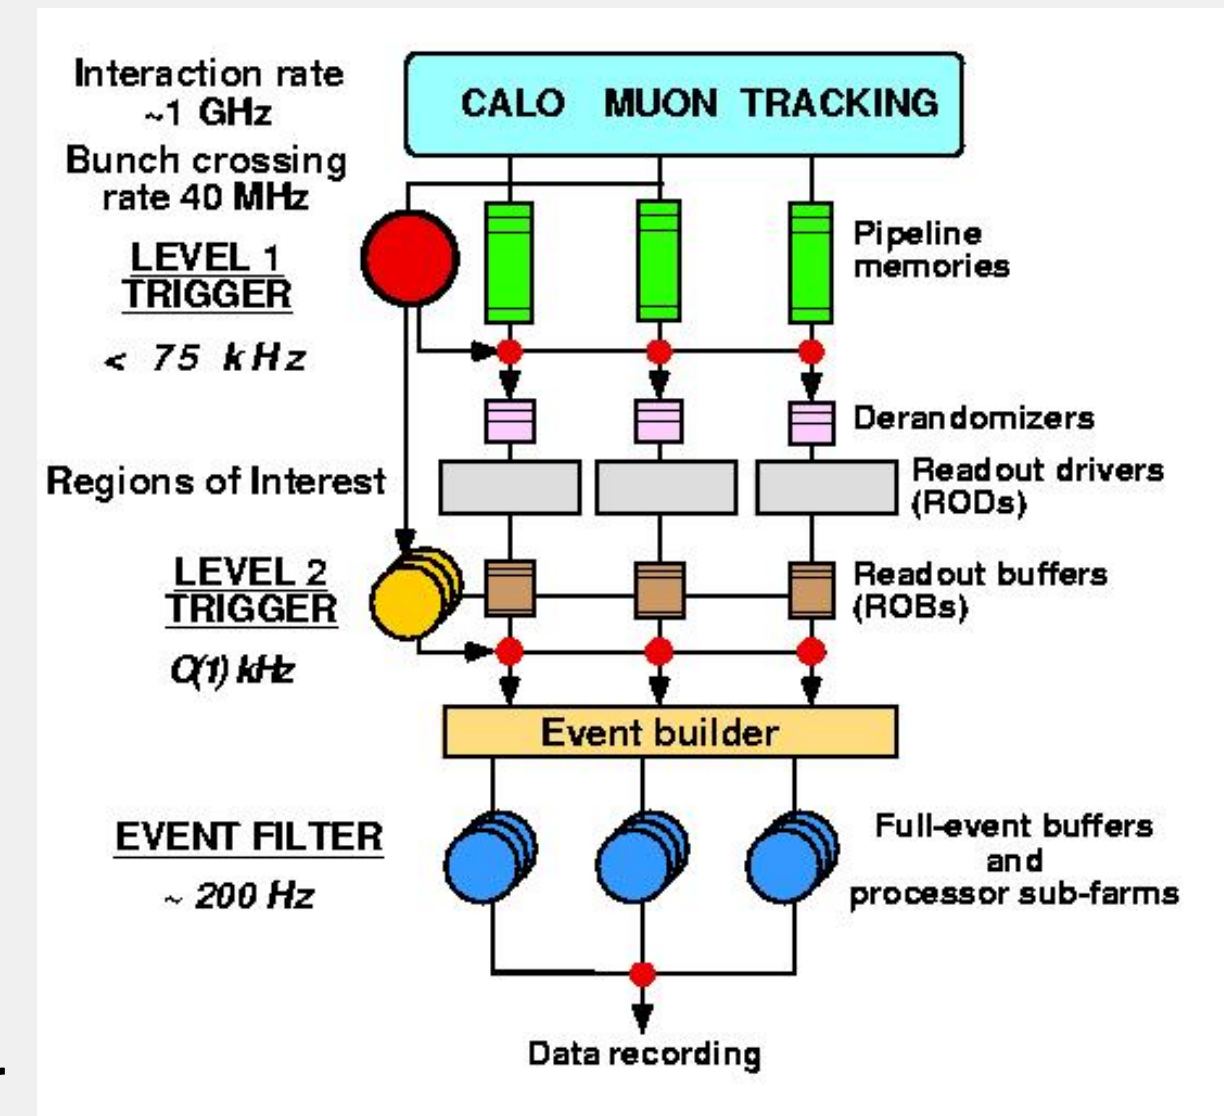 Interaction rate
~1 GHz
Bunch crossing
rate 40 MHz
CALO MUON TRACKING
LEVEL 1
TRIGGER
< 75 kHz
Pipeline
memories
Derandomizers
Regions of Interest
Readout drivers
(RODs)
LEVEL 2
TRIGGER
O(1) kHz
Readout buffers
(ROBs)
Event builder
EVENT FILTER
~ 200 Hz
Full-event buffers
and
processor sub-farms
Data recording